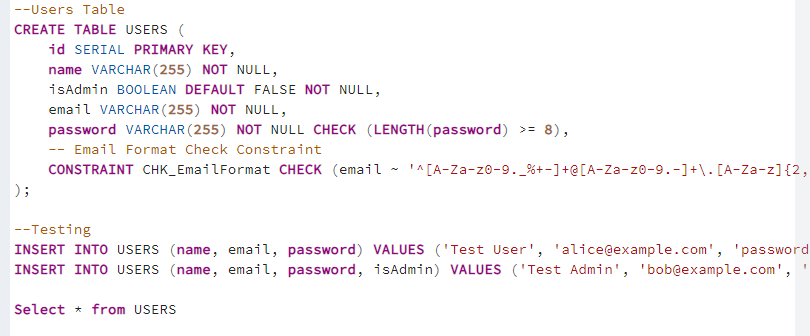 --Users Table
CREATE TABLE USERS (
id SERIAL PRIMARY KEY,
name VARCHAR(255) NOT NULL,
isAdmin BOOLEAN DEFAULT FALSE NOT NULL,
email VARCHAR(255) NOT NULL,
password VARCHAR(255) NOT NULL CHECK (LENGTH(password) >= 8),
-- Email Format Check Constraint
CONSTRAINT CHK_EmailFormat CHECK (email ~ '^[A-Za-z0-9._%+-]+@[A-Za-z0-9.-]+\.[A-Za-z]{2,
);
--Testing
INSERT INTO USERS (name, email, password) VALUES ('Test User', 'alice@example.com', 'password
INSERT INTO USERS (name, email, password, isAdmin) VALUES ('Test Admin', 'bob@example.com', '
Select * from USERS